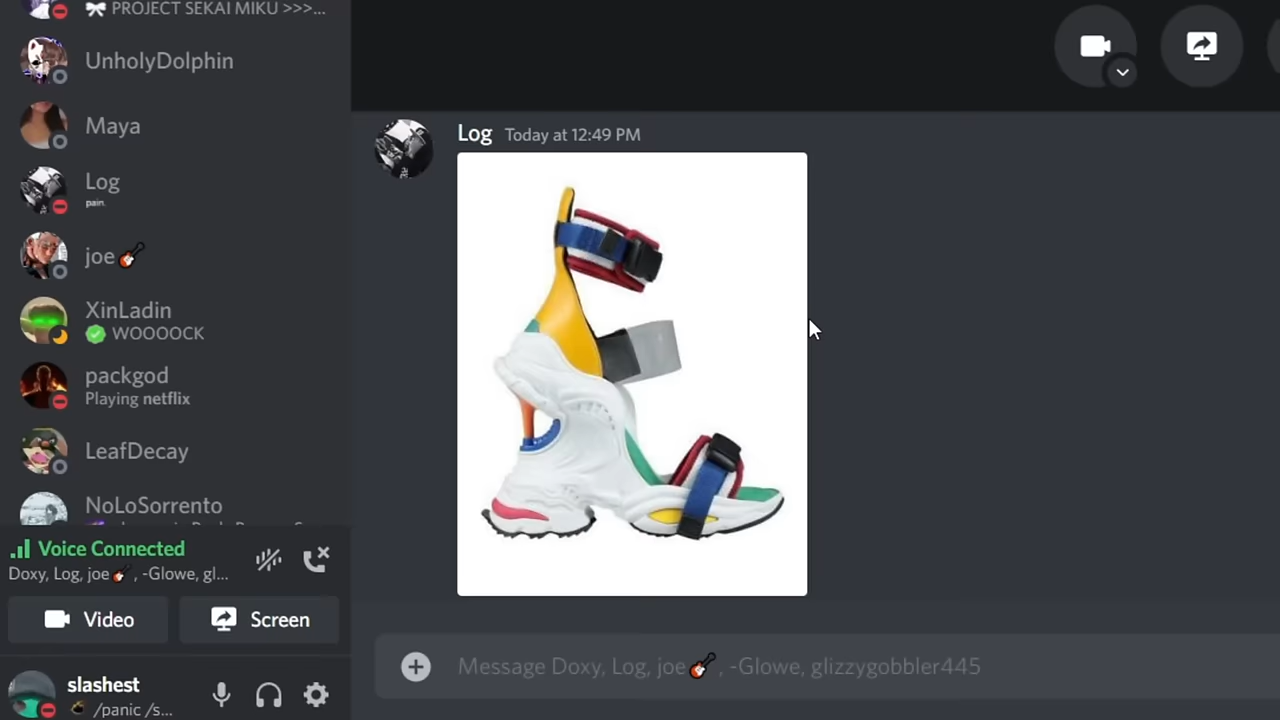 PROJECT SEKAI MIKU >>>...
UnholyDolphin
Maya
Log
pain.
joe🎸
XinLadin
WOOOOCK
packgod
Playing netflix
LeafDecay
NoLoSorrento
Voice Connected
Doxy, Log, joe🎸, -Glowe, gl...
Video
Screen
slashest
/panic /s...
Log Today at 12:49 PM
Message Doxy, Log, joe🎸, -Glowe, glizzygobbler445